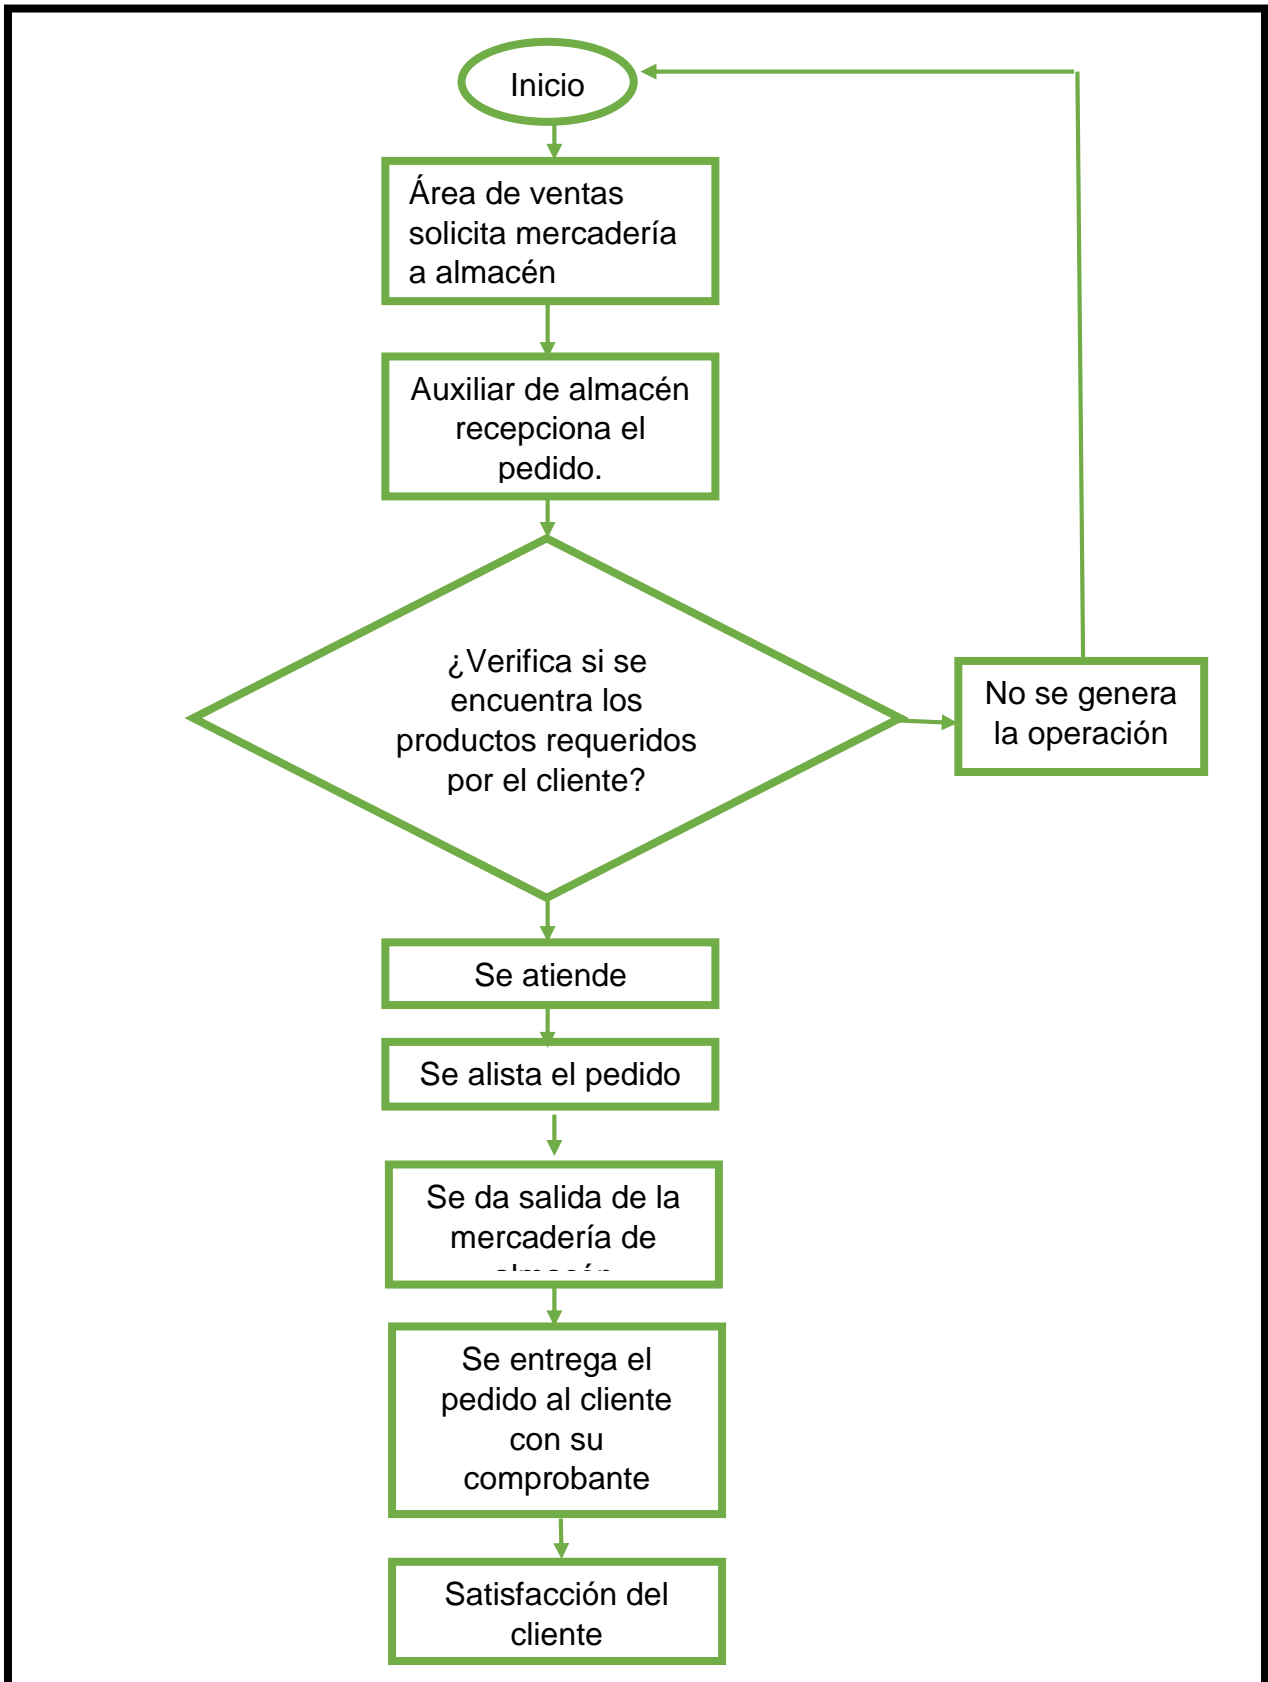 Inicio
Área de ventas
solicita mercadería
a almacén
Auxiliar de almacén
recepciona el
pedido.
¿Verifica si se
encuentra los
productos requeridos
por el cliente?
No se genera
la operación
Se atiende
Se alista el pedido
Se da salida de la
mercadería de
Se entrega el
pedido al cliente
con su
comprobante
Satisfacción del
cliente